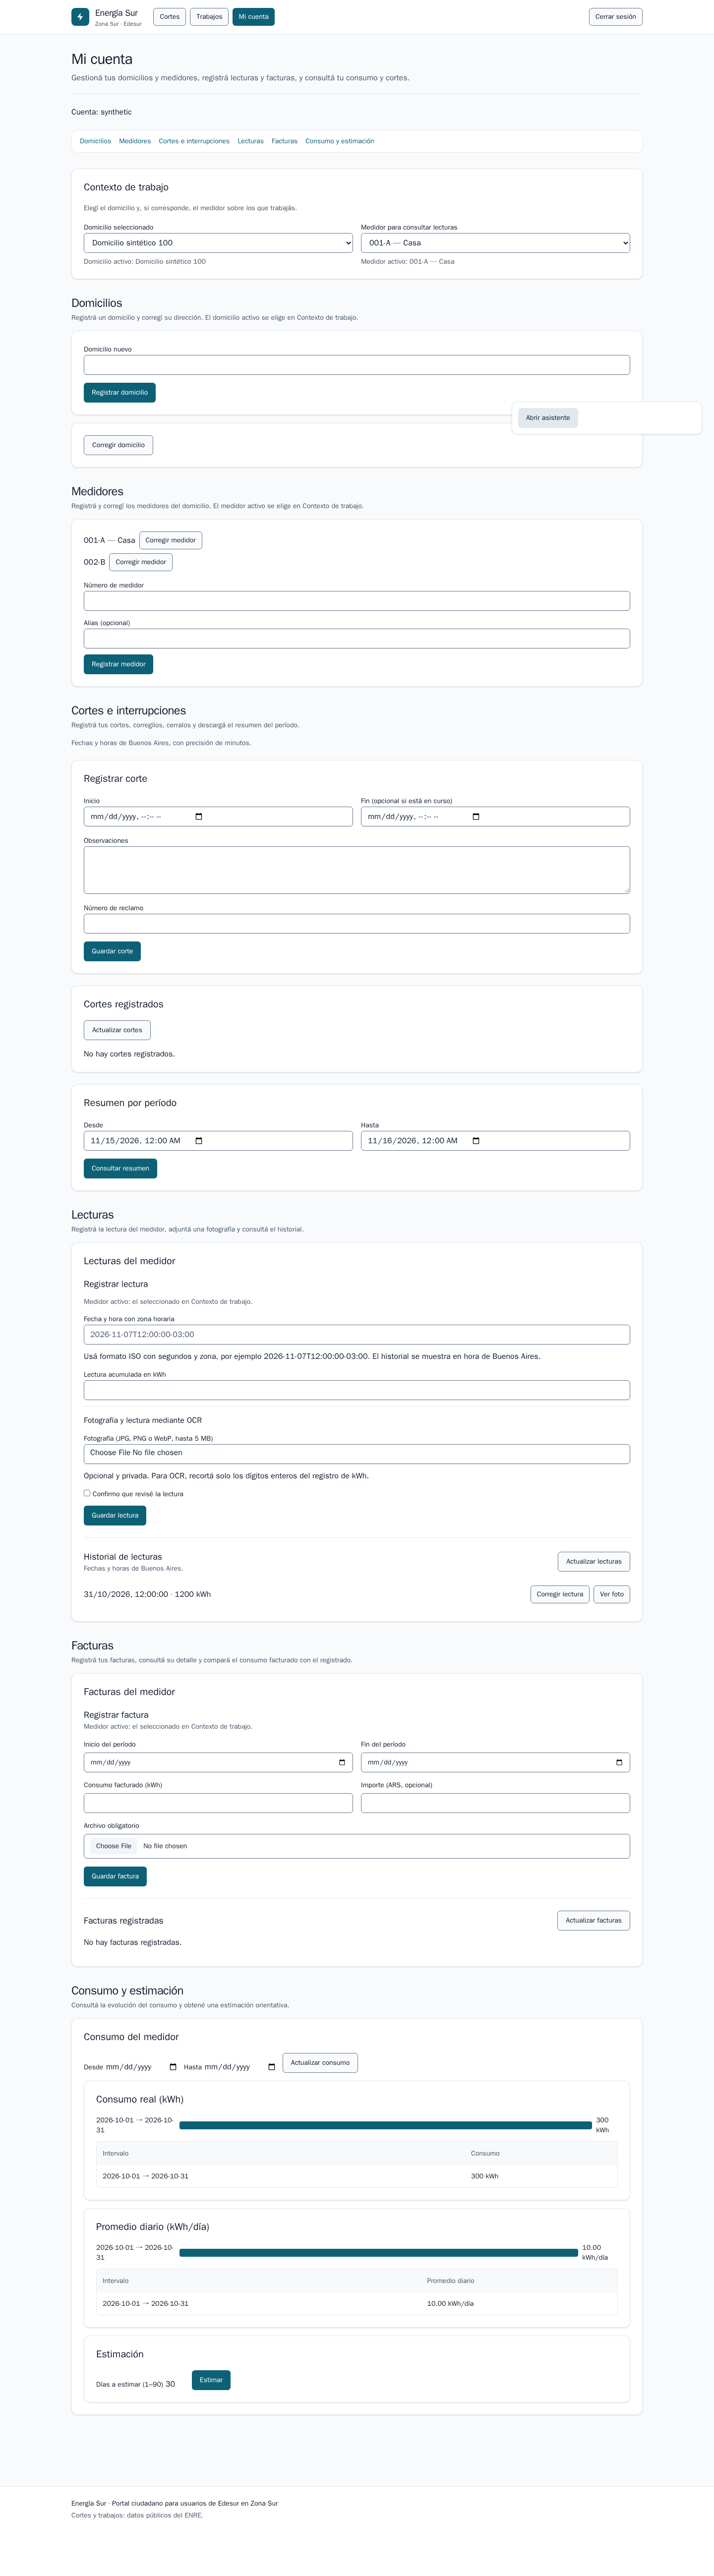 Energía Sur
Zona Sur · Edesur
Cortes
Trabajos
Mi cuenta
Cerrar sesión
Mi cuenta
Gestioná tus domicilios y medidores, registrá lecturas y facturas, y consultá tu consumo y cortes.
Cuenta: synthetic
Domicilios Medidores Cortes e interrupciones Lecturas Facturas Consumo y estimación
Contexto de trabajo
Elegí el domicilio y, si corresponde, el medidor sobre los que trabajás.
Domicilio seleccionado
Domicilio sintético 100
Domicilio activo: Domicilio sintético 100
Medidor para consultar lecturas
001-A — Casa
Medidor activo: 001-A — Casa
Domicilios
Registrá un domicilio y corregí su dirección. El domicilio activo se elige en Contexto de trabajo.
Domicilio nuevo
Registrar domicilio
Abrir asistente
Corregir domicilio
Medidores
Registrá y corregí los medidores del domicilio. El medidor activo se elige en Contexto de trabajo.
001-A — Casa Corregir medidor
002-B Corregir medidor
Número de medidor
Alias (opcional)
Registrar medidor
Cortes e interrupciones
Registrá tus cortes, corregilos, cerralos y descargá el resumen del período.
Fechas y horas de Buenos Aires, con precisión de minutos.
Registrar corte
Inicio
mm/dd/yyyy, --:-- --
Fin (opcional si está en curso)
mm/dd/yyyy, --:-- --
Observaciones
Número de reclamo
Guardar corte
Cortes registrados
Actualizar cortes
No hay cortes registrados.
Resumen por período
Desde
11/15/2026, 12:00 AM
Hasta
11/16/2026, 12:00 AM
Consultar resumen
Lecturas
Registrá la lectura del medidor, adjuntá una fotografía y consultá el historial.
Lecturas del medidor
Registrar lectura
Medidor activo: el seleccionado en Contexto de trabajo.
Fecha y hora con zona horaria
2026-11-07T12:00:00-03:00
Usá formato ISO con segundos y zona, por ejemplo 2026-11-07T12:00:00-03:00. El historial se muestra en hora de Buenos Aires.
Lectura acumulada en kWh
Fotografía y lectura mediante OCR
Fotografía (JPG, PNG o WebP, hasta 5 MB)
Choose File No file chosen
Opcional y privada. Para OCR, recortá solo los dígitos enteros del registro de kWh.
Confirmo que revisé la lectura
Guardar lectura
Historial de lecturas
Fechas y horas de Buenos Aires.
Actualizar lecturas
31/10/2026, 12:00:00 · 1200 kWh
Corregir lectura
Ver foto
Facturas
Registrá tus facturas, consultá su detalle y compará el consumo facturado con el registrado.
Facturas del medidor
Registrar factura
Medidor activo: el seleccionado en Contexto de trabajo.
Inicio del período
mm/dd/yyyy
Fin del período
mm/dd/yyyy
Consumo facturado (kWh)
Importe (ARS, opcional)
Archivo obligatorio
Choose File No file chosen
Guardar factura
Facturas registradas
Actualizar facturas
No hay facturas registradas.
Consumo y estimación
Consultá la evolución del consumo y obtené una estimación orientativa.
Consumo del medidor
Desde mm/dd/yyyy Hasta mm/dd/yyyy Actualizar consumo
Consumo real (kWh)
2026-10-01 → 2026-10-
31
300
kWh
Intervalo Consumo
2026-10-01 → 2026-10-31 300 kWh
Promedio diario (kWh/día)
2026-10-01 → 2026-10-
31
10.00
kWh/día
Intervalo Promedio diario
2026-10-01 → 2026-10-31 10.00 kWh/día
Estimación
Días a estimar (1–90) 30 Estimar
Energía Sur · Portal ciudadano para usuarios de Edesur en Zona Sur
Cortes y trabajos: datos públicos del ENRE.